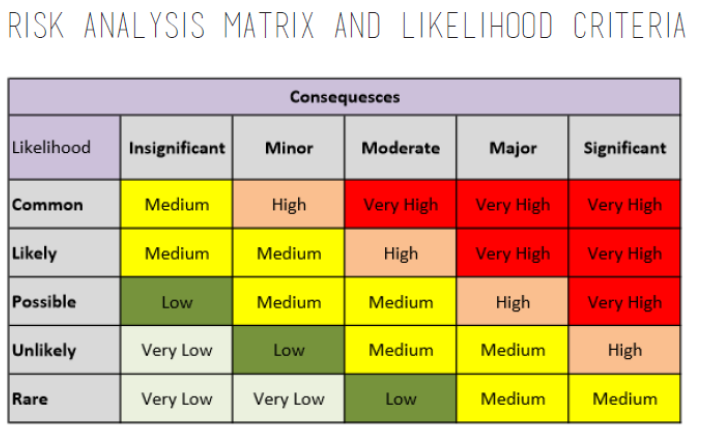 RISK ANALYSIS MATRIX AND LIKELIHOOD CRITERIA
Consequesces
Likelihood Insignificant Minor Moderate Major Significant
Common Medium High Very High Very High Very High
Likely Medium Medium High Very High Very High
Possible Low Medium Medium High Very High
Unlikely Very Low Low Medium Medium High
Rare Very Low Very Low Low Medium Medium